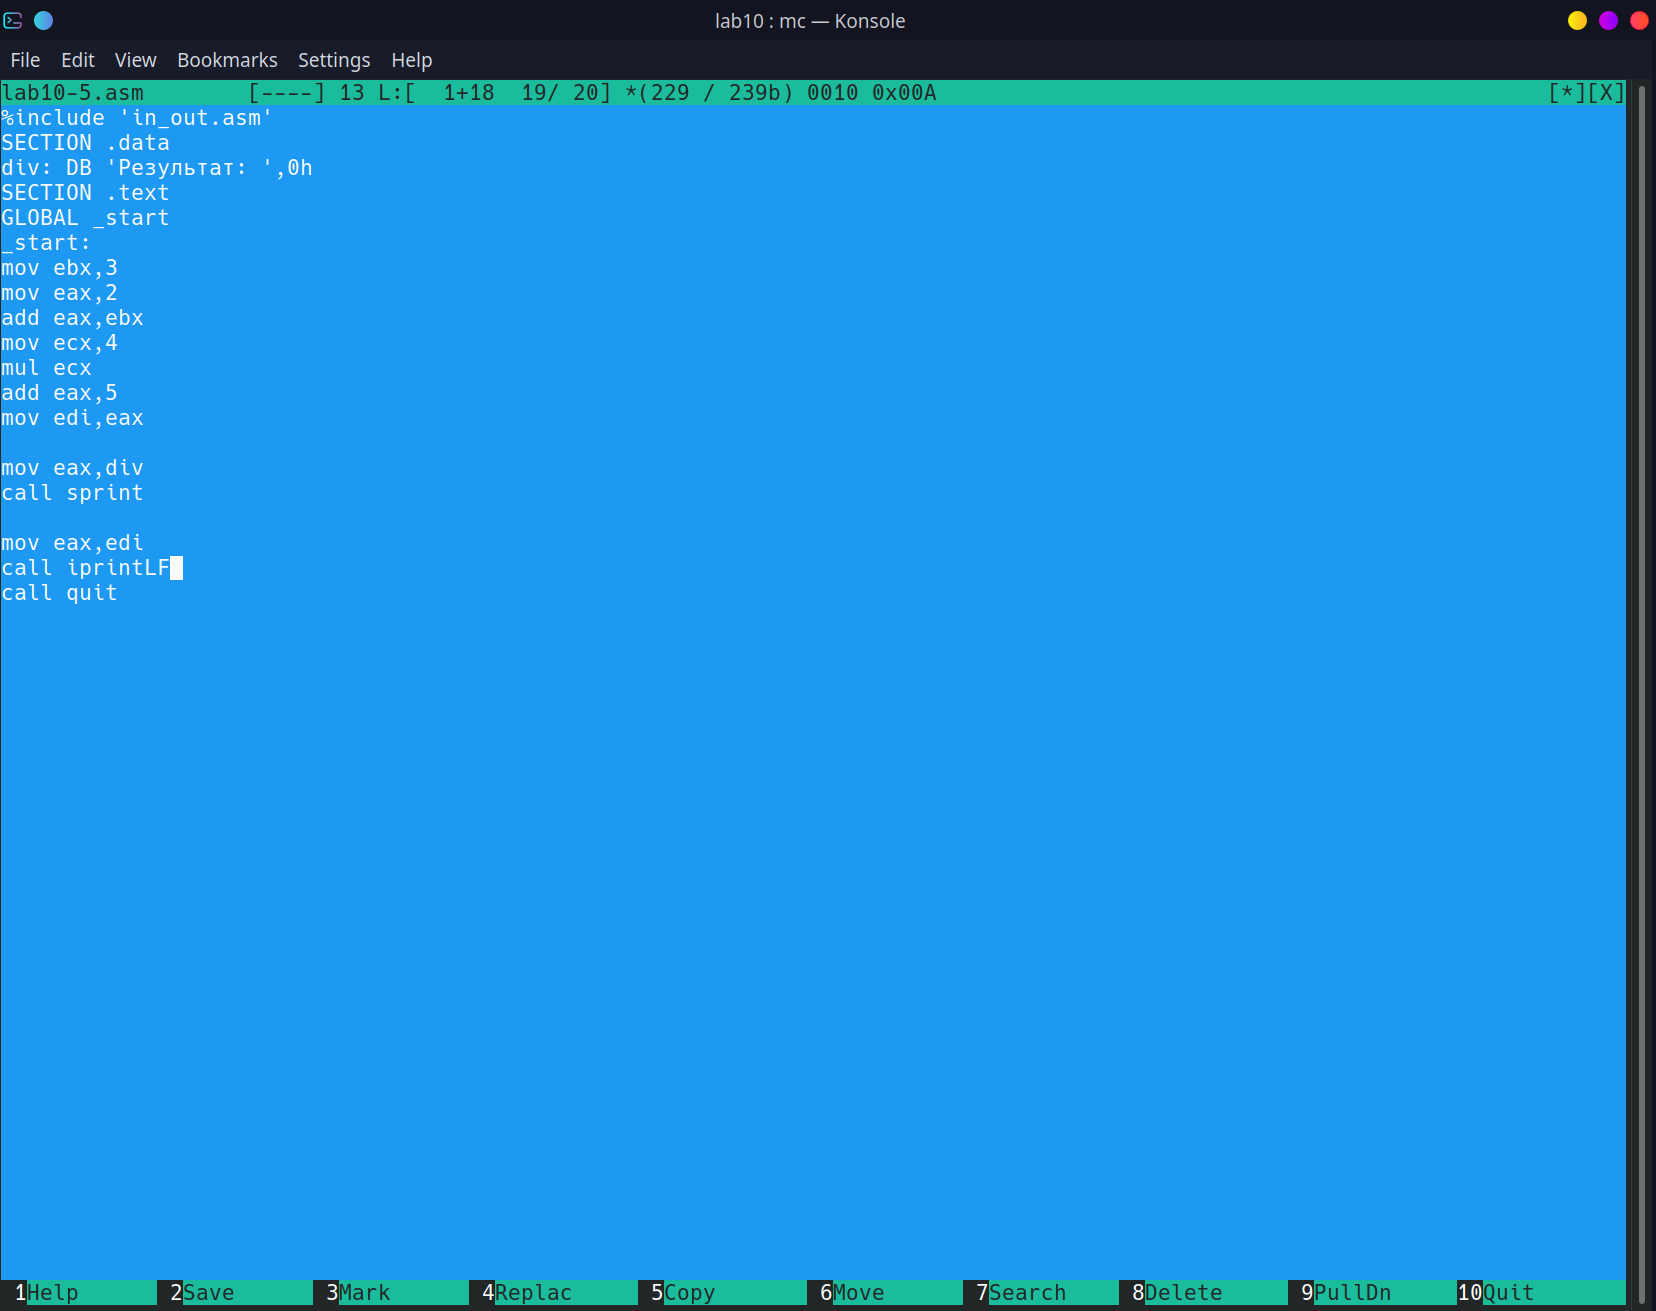 lab10 : mc — Konsole
File Edit View Bookmarks Settings Help
lab10-5.asm [----] 13 L:[ 1+18 19/ 20] *(229 / 239b) 0010 0x00A [*][X]
%include 'in_out.asm'
SECTION .data
div: DB 'Результат: ',0h
SECTION .text
GLOBAL _start
_start:
mov ebx,3
mov eax,2
add eax,ebx
mov ecx,4
mul ecx
add eax,5
mov edi,eax
mov eax,div
call sprint
mov eax,edi
call iprintLF
call quit
1Help 2Save 3Mark 4Replac 5Copy 6Move 7Search 8Delete 9PullDn 10Quit